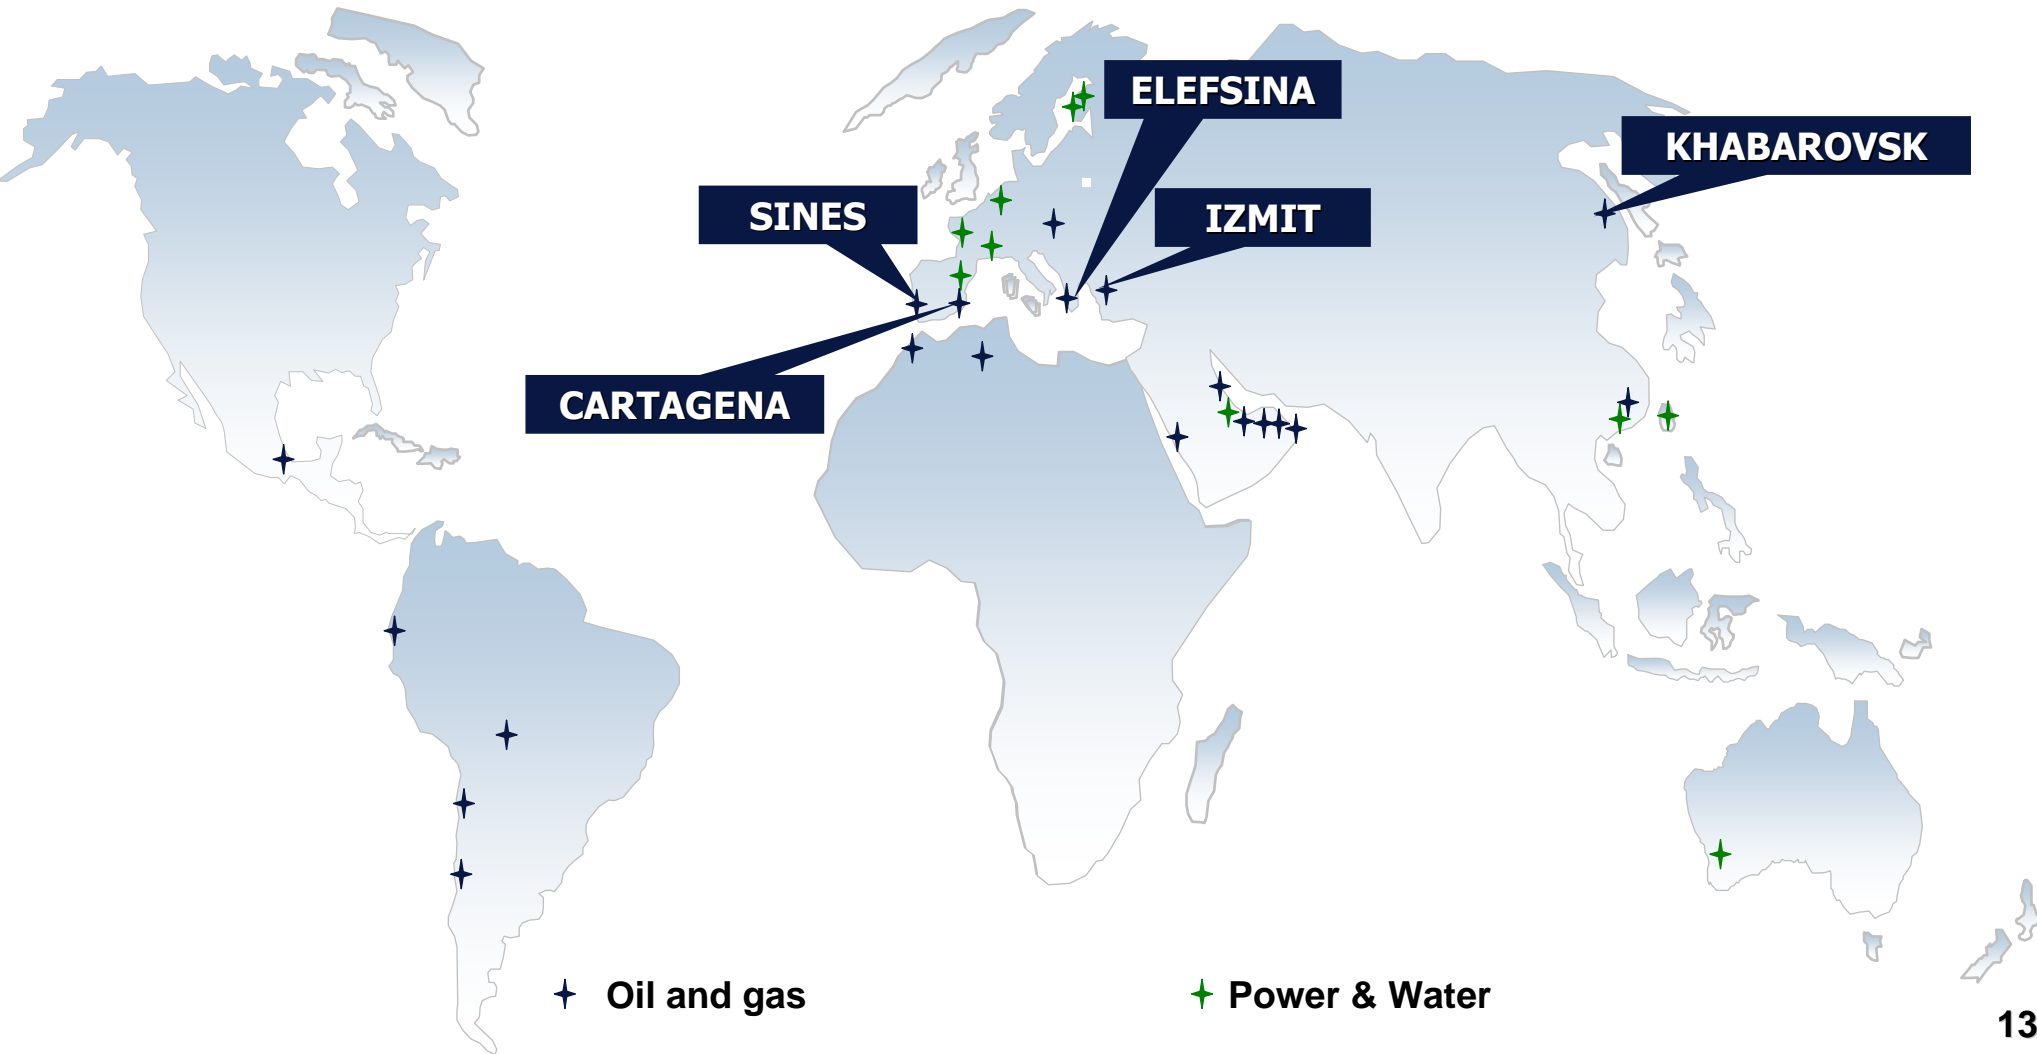 ELEFSINA
KHABAROVSK
SINES
IZMIT
CARTAGENA
Oil and gas
Power & Water
13